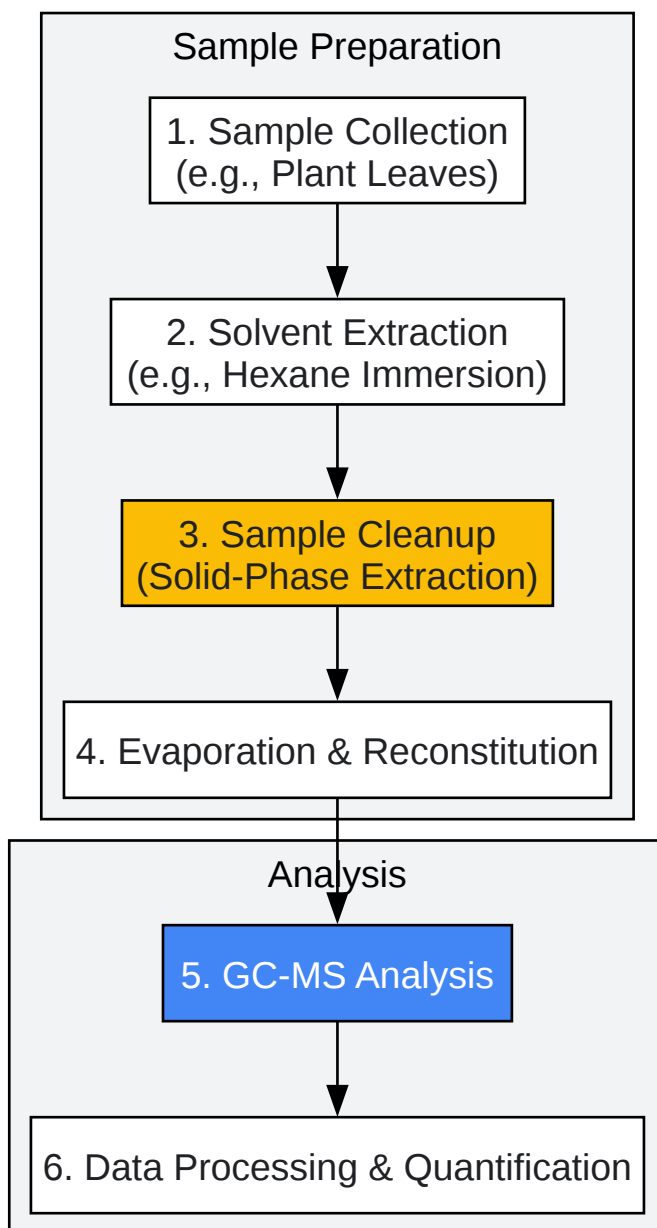 Sample Preparation
1. Sample Collection
(e.g., Plant Leaves)
2. Solvent Extraction
(e.g., Hexane Immersion)
3. Sample Cleanup
(Solid-Phase Extraction)
4. Evaporation & Reconstitution
Analysis
5. GC-MS Analysis
6. Data Processing & Quantification